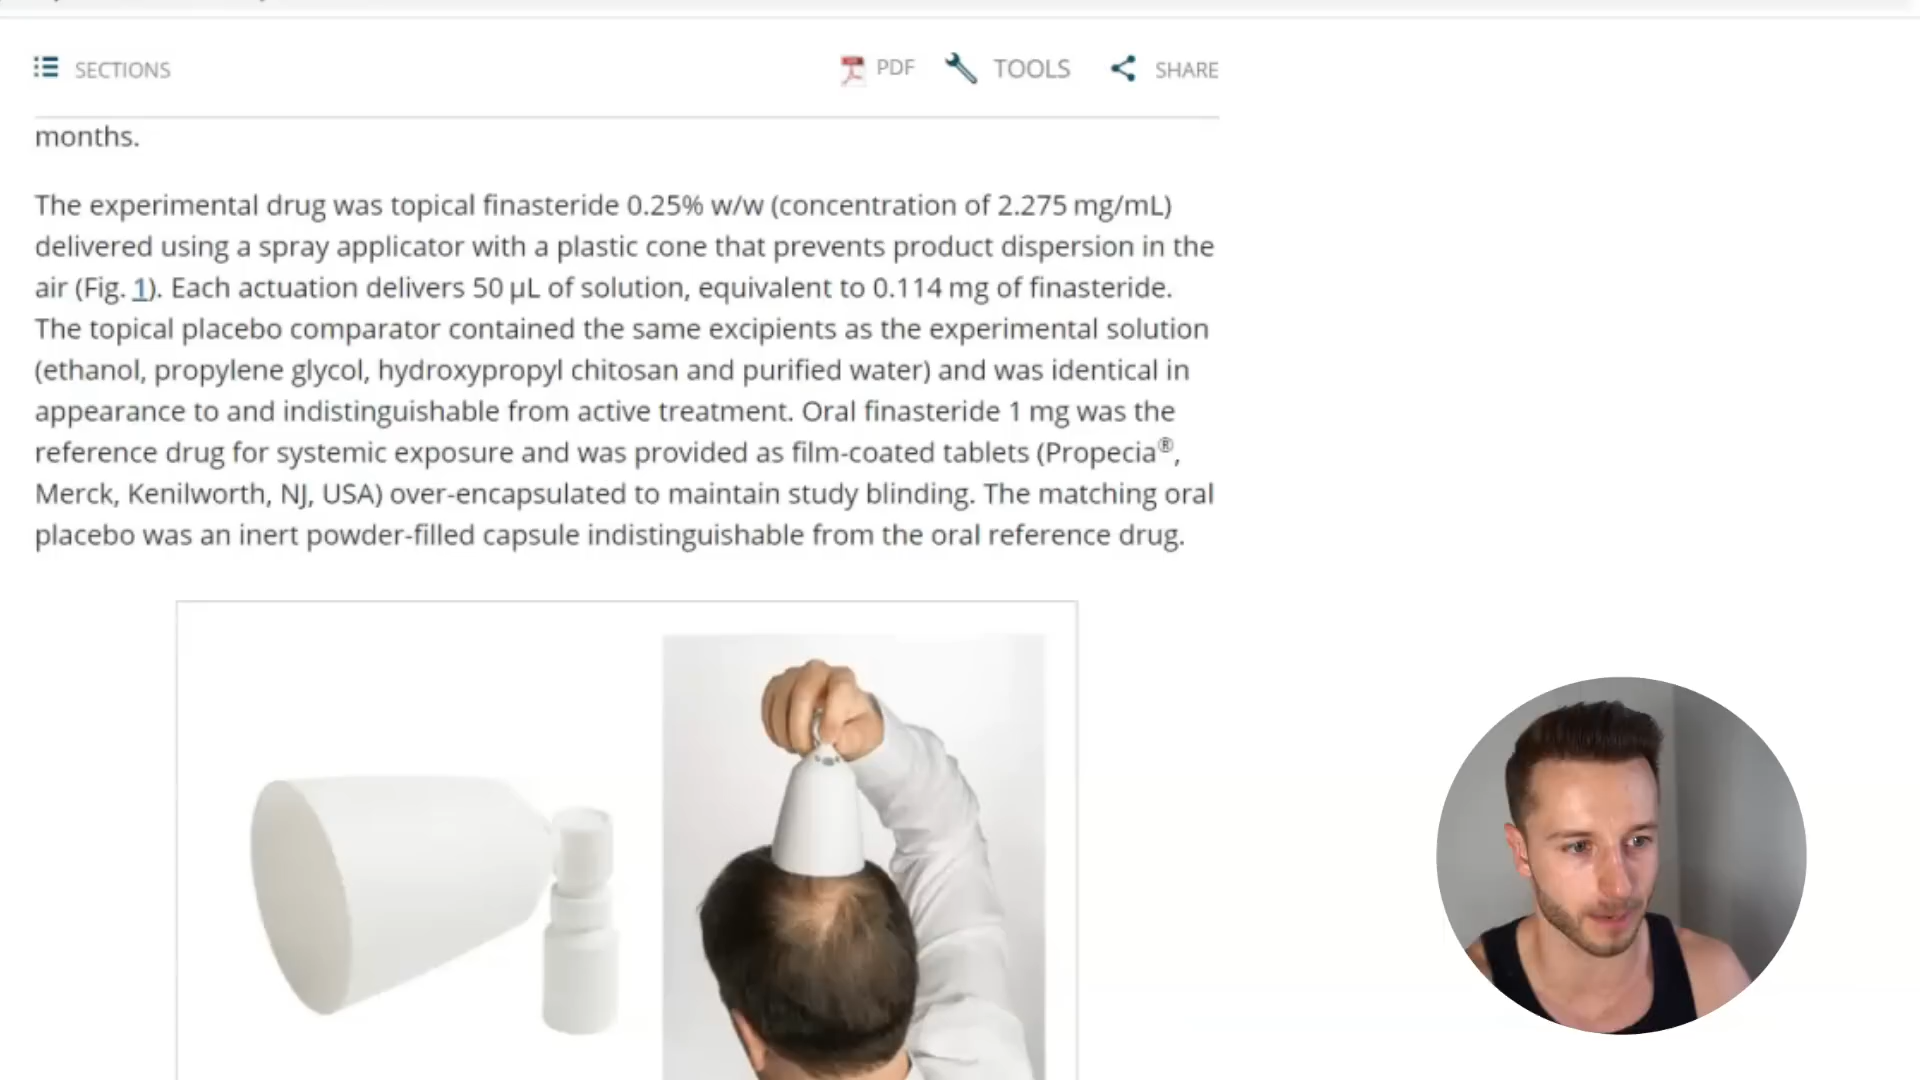 SECTIONS
PDF
TOOLS
SHARE
months.
The experimental drug was topical finasteride 0.25% w/w (concentration of 2.275 mg/mL)
delivered using a spray applicator with a plastic cone that prevents product dispersion in the
air (Fig. 1). Each actuation delivers 50 μL of solution, equivalent to 0.114 mg of finasteride.
The topical placebo comparator contained the same excipients as the experimental solution
(ethanol, propylene glycol, hydroxypropyl chitosan and purified water) and was identical in
appearance to and indistinguishable from active treatment. Oral finasteride 1 mg was the
reference drug for systemic exposure and was provided as film-coated tablets (Propecia®,
Merck, Kenilworth, NJ, USA) over-encapsulated to maintain study blinding. The matching oral
placebo was an inert powder-filled capsule indistinguishable from the oral reference drug.